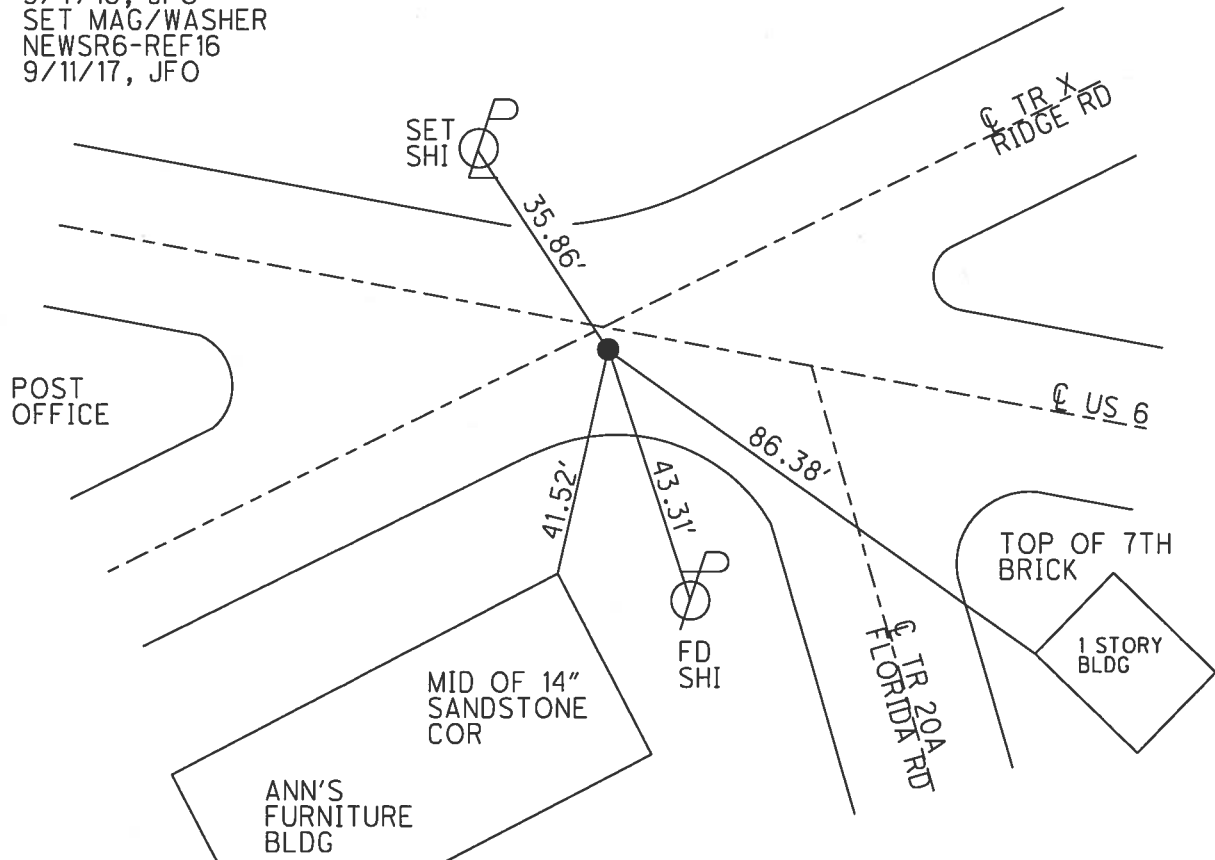 SET MAG/WASHER
NEWSR6-REF16
9/11/17, JFO
SET
SHI
35.86'
℄ TR X
RIDGE RD
POST
OFFICE
℄ US 6
86.38'
41.52'
43.31'
TOP OF 7TH
BRICK
1 STORY
BLDG
FD
SHI
℄ TR 20A
FLORIDA RD
MID OF 14"
SANDSTONE
COR
ANN'S
FURNITURE
BLDG